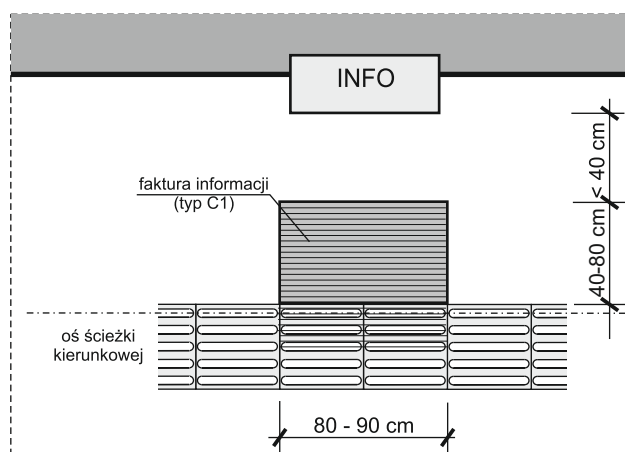 INFO
< 40 cm
faktura informacji
(typ C1)
40-80 cm
oś ścieżki
kierunkowej
80 - 90 cm